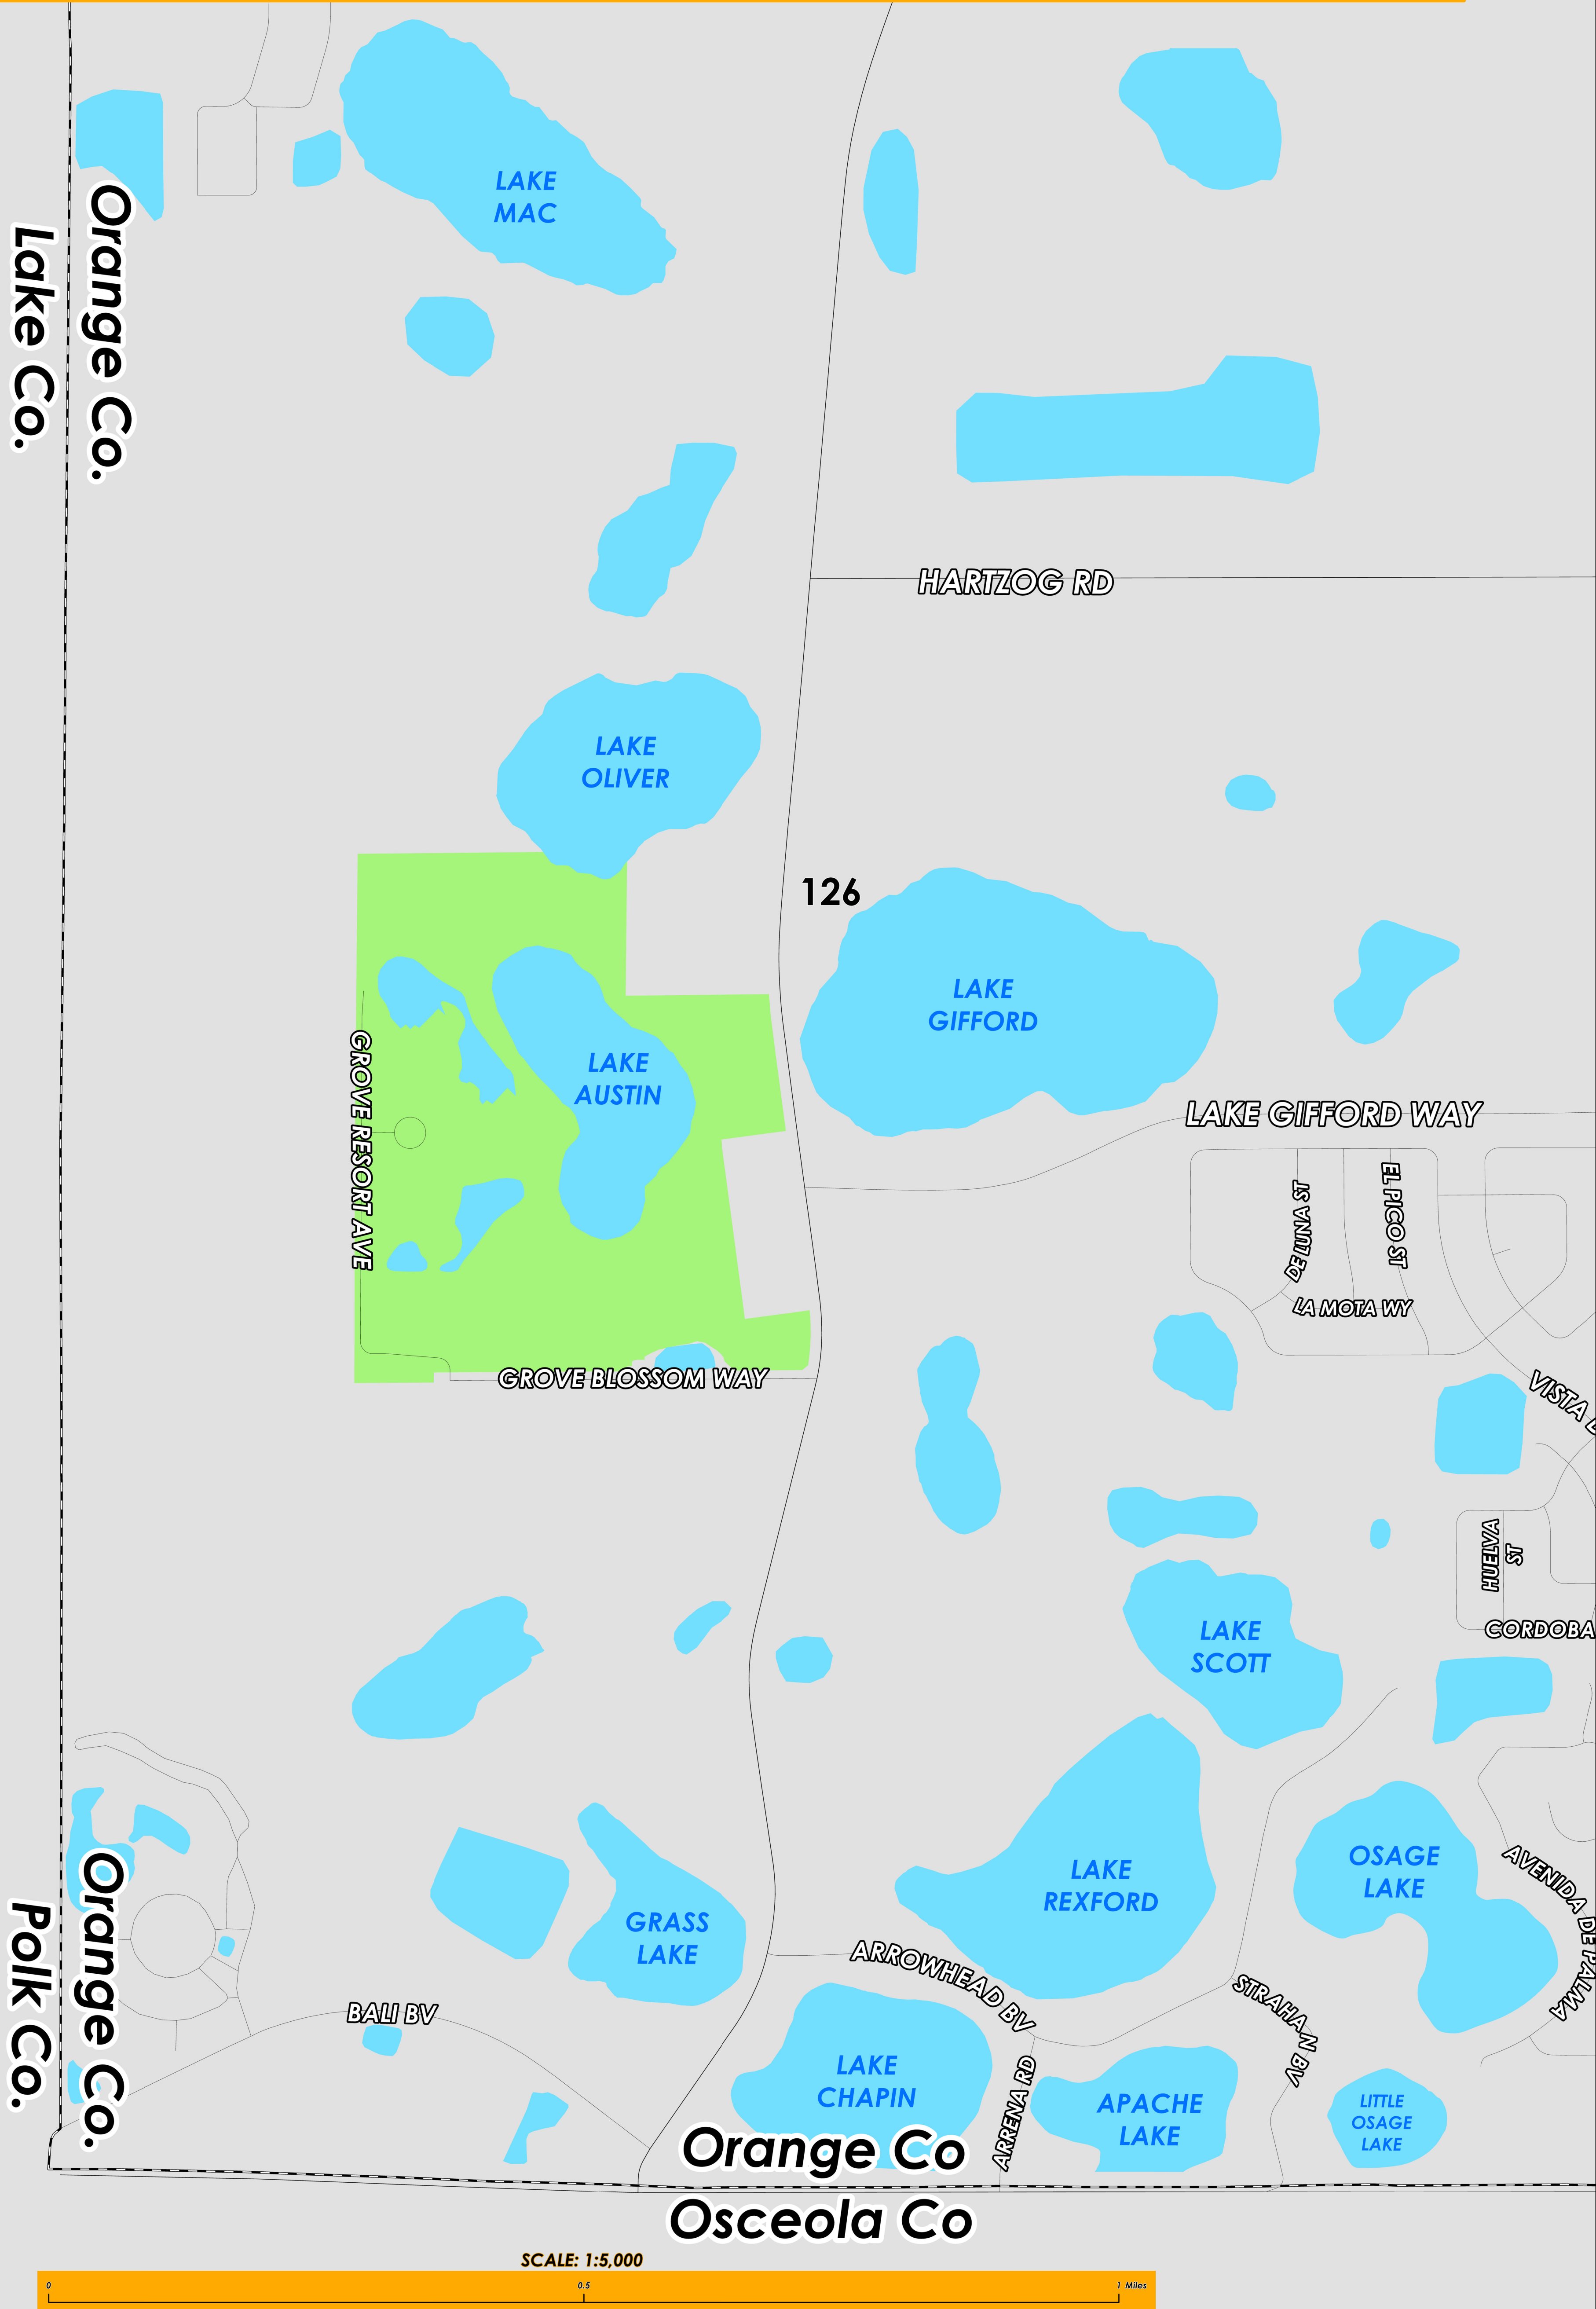 LAKE
MAC
Orange Co.
Lake Co.
HARTZOG RD
LAKE
OLIVER
126
LAKE
GIFFORD
LAKE
AUSTIN
GROVE RESORT AVE
LAKE GIFFORD WAY
DE LUNA ST
EL PICO ST
LA MOTA WY
GROVE BLOSSOM WAY
VISTA
HUELVA
ST
CORDOBA
LAKE
SCOTT
OSAGE
LAKE
LAKE
REXFORD
AVENIDA DE PALMA
GRASS
LAKE
Orange Co.
Polk Co.
ARROWHEAD BV
STRAHAN BV
BALI BV
LAKE
CHAPIN
ARRENA RD
APACHE
LAKE
LITTLE
OSAGE
LAKE
Orange Co
Osceola Co
SCALE: 1:5,000
0 0.5 1 Miles